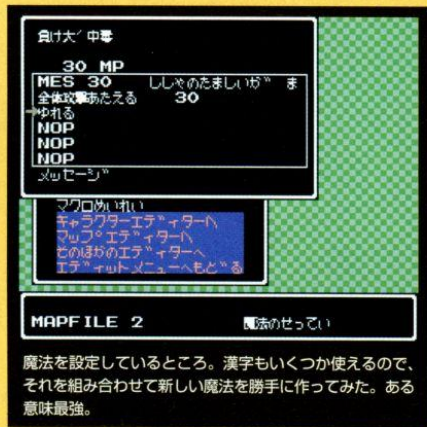 負け犬゛中毒
30 MP
MES 30 ししゃのたましいが゛ ま
全体攻撃あたえる 30
→ゆれる
NOP
NOP
NOP
メッセーシ゛
マクロめいれい
キャラクターエテ゛ィターへ
マップ゜エテ゛ィターへ
そのほかのエテ゛ィターへ
エテ゛ィットメニューへもと゛る
MAPFILE 2 魔法のせってい
魔法を設定しているところ。漢字もいくつか使えるので、
それを組み合わせて新しい魔法を勝手に作ってみた。ある
意味最強。